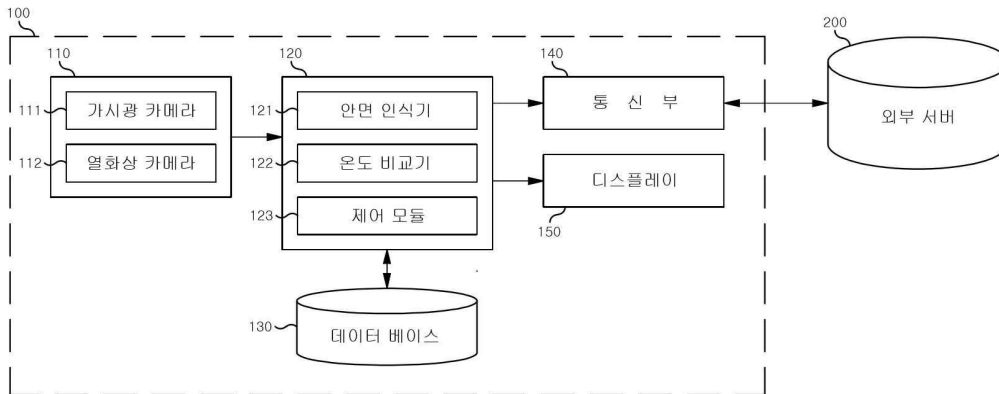 100
110
111
가시광 카메라
112
열화상 카메라
120
121
안면 인식기
122
온도 비교기
123
제어 모듈
130
데이터 베이스
140
통 신 부
디스플레이
150
200
외부 서버